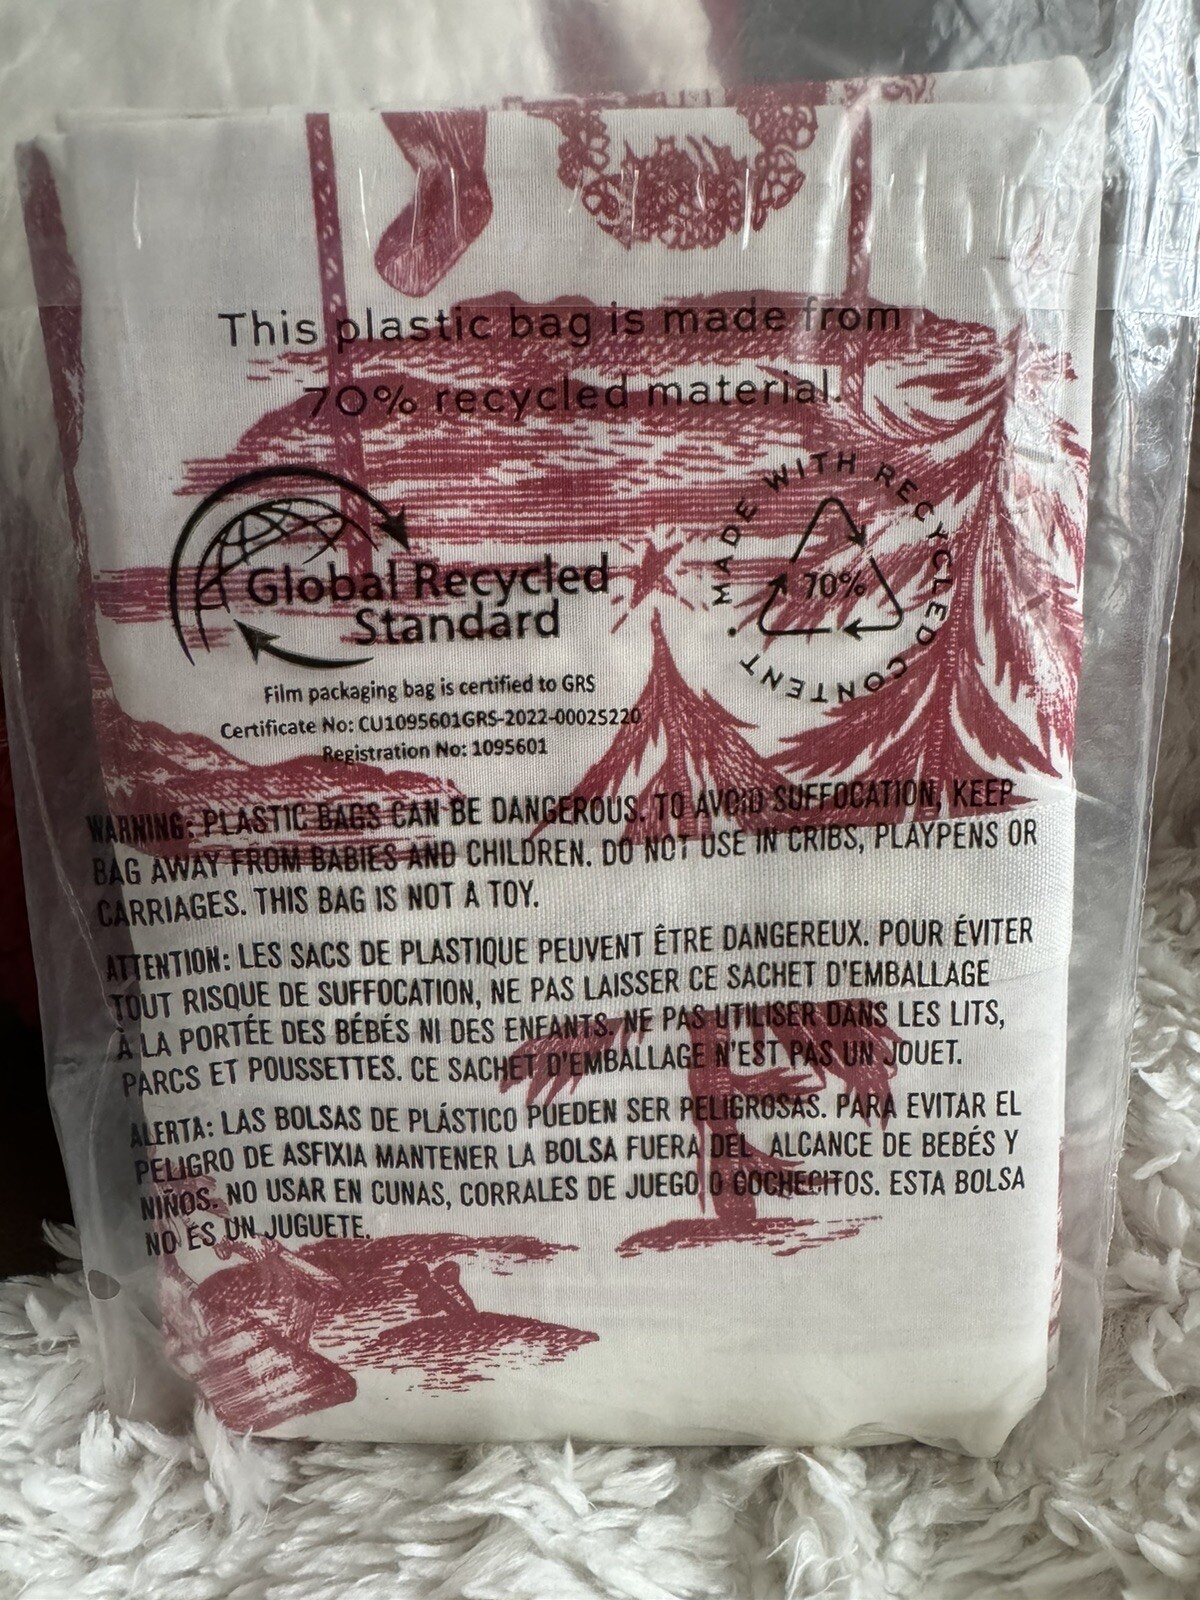 This plastic bag is made from
70% recycled material.
Global Recycled
Standard
MADE WITH RECYCLED CONTENT
70%
Film packaging bag is certified to GRS
Certificate No: CU1095601GRS-2022-00025220
Registration No: 1095601
WARNING: PLASTIC BAGS CAN BE DANGEROUS. TO AVOID SUFFOCATION, KEEP
BAG AWAY FROM BABIES AND CHILDREN. DO NOT USE IN CRIBS, PLAYPENS OR
CARRIAGES. THIS BAG IS NOT A TOY.
ATTENTION: LES SACS DE PLASTIQUE PEUVENT ÊTRE DANGEREUX. POUR ÉVITER
TOUT RISQUE DE SUFFOCATION, NE PAS LAISSER CE SACHET D'EMBALLAGE
À LA PORTÉE DES BÉBÉS NI DES ENFANTS. NE PAS UTILISER DANS LES LITS,
PARCS ET POUSSETTES. CE SACHET D'EMBALLAGE N'EST PAS UN JOUET.
ALERTA: LAS BOLSAS DE PLÁSTICO PUEDEN SER PELIGROSAS. PARA EVITAR EL
PELIGRO DE ASFIXIA MANTENER LA BOLSA FUERA DEL ALCANCE DE BEBÉS Y
NIÑOS. NO USAR EN CUNAS, CORRALES DE JUEGO O COCHECITOS. ESTA BOLSA
NO ES UN JUGUETE.